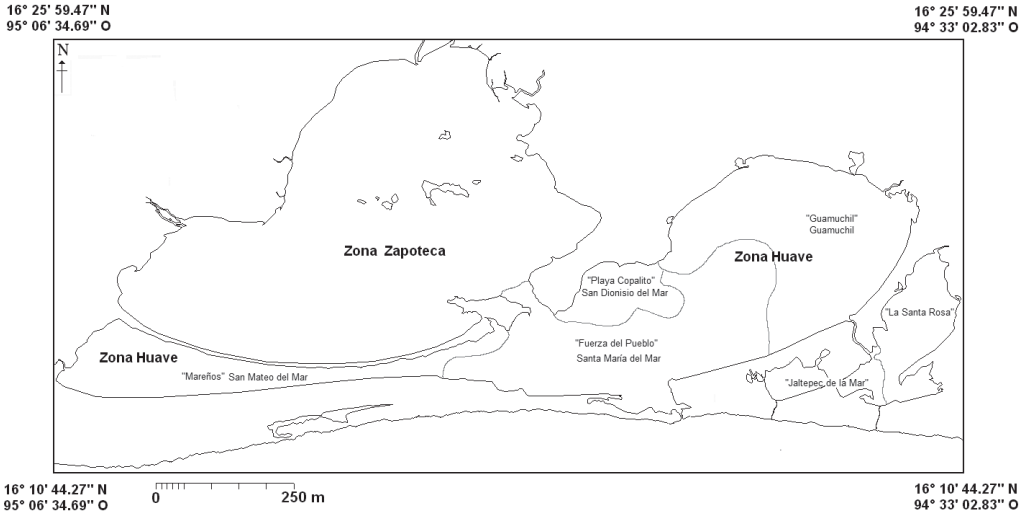 16° 25' 59.47'' N
95° 06' 34.69'' O
16° 25' 59.47'' N
94° 33' 02.83'' O
N
"Guamuchil"
Guamuchil
Zona Zapoteca
Zona Huave
"Playa Copalito"
San Dionisio del Mar
"La Santa Rosa"
"Fuerza del Pueblo"
Santa María del Mar
Zona Huave
"Mareños" San Mateo del Mar
"Jaltepec de la Mar"
16° 10' 44.27'' N
95° 06' 34.69'' O
0 250 m
16° 10' 44.27'' N
94° 33' 02.83'' O